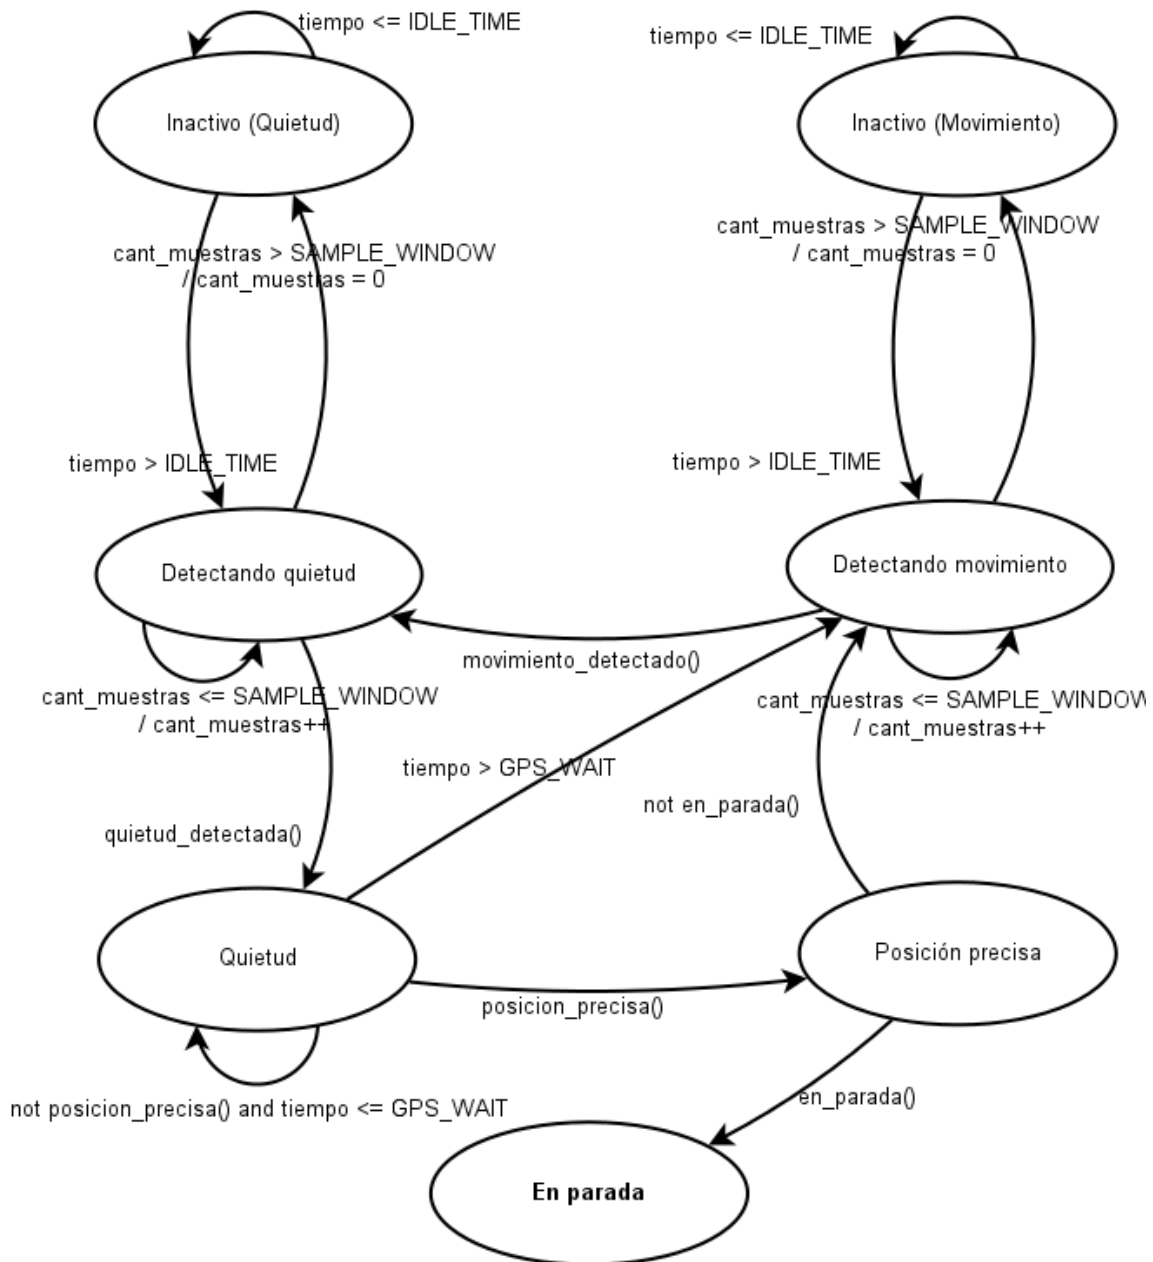 tiempo <= IDLE_TIME
tiempo <= IDLE_TIME
Inactivo (Quietud)
Inactivo (Movimiento)
cant_muestras > SAMPLE_WINDOW
/ cant_muestras = 0
cant_muestras > SAMPLE_WINDOW
/ cant_muestras = 0
tiempo > IDLE_TIME
tiempo > IDLE_TIME
Detectando quietud
Detectando movimiento
movimiento_detectado()
cant_muestras <= SAMPLE_WINDOW
/ cant_muestras++
cant_muestras <= SAMPLE_WINDOW
/ cant_muestras++
tiempo > GPS_WAIT
not en_parada()
quietud_detectada()
Quietud
Posición precisa
posicion_precisa()
not posicion_precisa() and tiempo <= GPS_WAIT
en_parada()
En parada